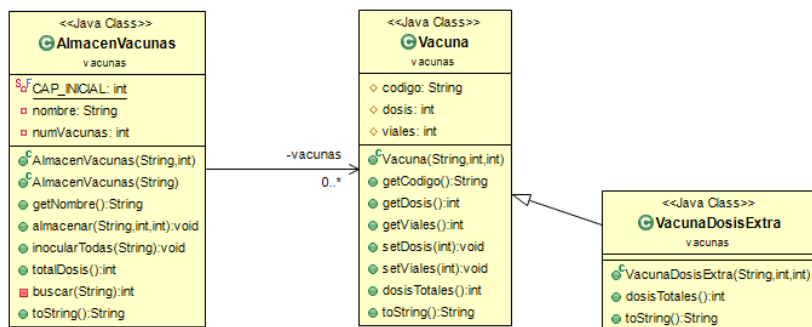 <<Java Class>>
AlmacenVacunas
vacunas
CAP_INICIAL: int
nombre: String
numVacunas: int
AlmacenVacunas(String,int)
AlmacenVacunas(String)
getNombre():String
almacenar(String,int,int):void
inocularTodas(String):void
totalDosis():int
buscar(String):int
toString():String
-vacunas
0..*
<<Java Class>>
Vacuna
vacunas
codigo: String
dosis: int
viales: int
Vacuna(String,int,int)
getCodigo():String
getDosis():int
getViales():int
setDosis(int):void
setViales(int):void
dosisTotales():int
toString():String
<<Java Class>>
VacunaDosisExtra
vacunas
VacunaDosisExtra(String,int,int)
dosisTotales():int
toString():String